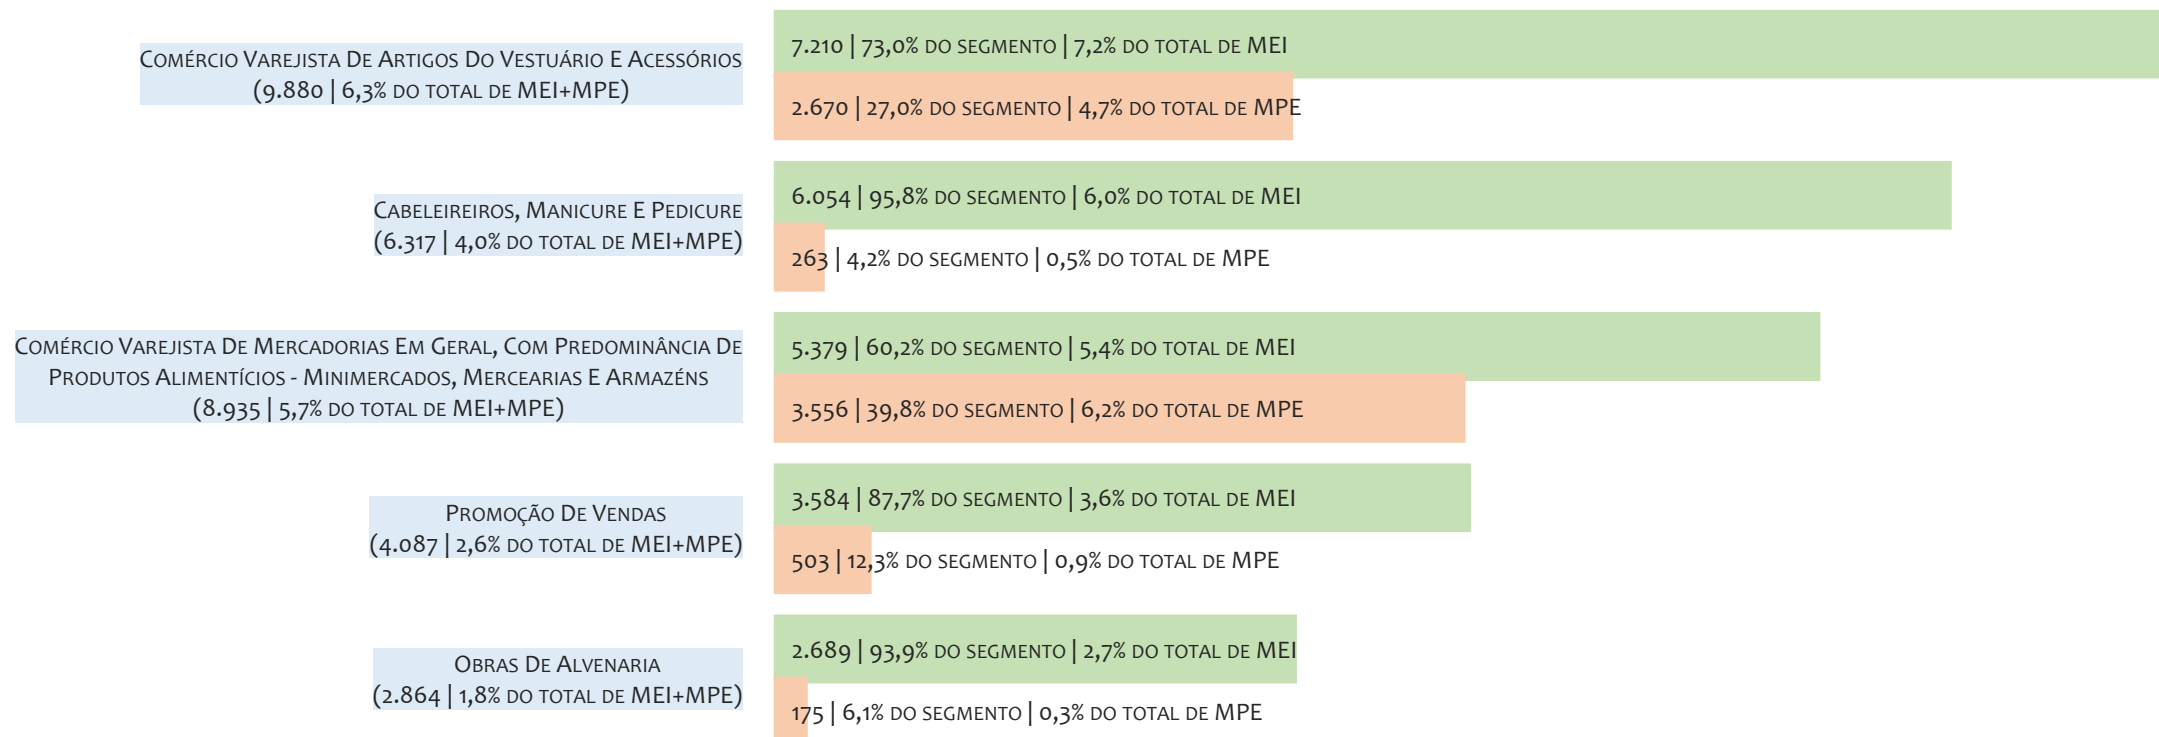 Comércio Varejista De Artigos Do Vestuário E Acessórios
(9.880 | 6,3% do total de MEI+MPE)
7.210 | 73,0% do segmento | 7,2% do total de MEI
2.670 | 27,0% do segmento | 4,7% do total de MPE
Cabeleireiros, Manicure E Pedicure
(6.317 | 4,0% do total de MEI+MPE)
6.054 | 95,8% do segmento | 6,0% do total de MEI
263 | 4,2% do segmento | 0,5% do total de MPE
Comércio Varejista De Mercadorias Em Geral, Com Predominância De
Produtos Alimentícios - Minimercados, Mercearias E Armazéns
(8.935 | 5,7% do total de MEI+MPE)
5.379 | 60,2% do segmento | 5,4% do total de MEI
3.556 | 39,8% do segmento | 6,2% do total de MPE
Promoção De Vendas
(4.087 | 2,6% do total de MEI+MPE)
3.584 | 87,7% do segmento | 3,6% do total de MEI
503 | 12,3% do segmento | 0,9% do total de MPE
Obras De Alvenaria
(2.864 | 1,8% do total de MEI+MPE)
2.689 | 93,9% do segmento | 2,7% do total de MEI
175 | 6,1% do segmento | 0,3% do total de MPE